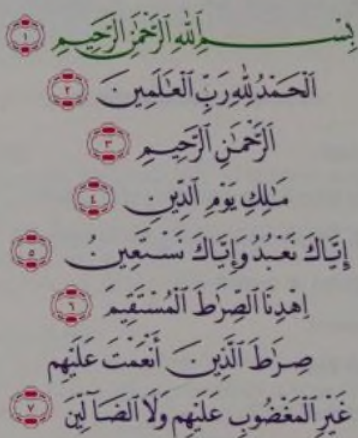 بِسْمِ ٱللَّهِ ٱلرَّحْمَٰنِ ٱلرَّحِيمِ ١
ٱلْحَمْدُ لِلَّهِ رَبِّ ٱلْعَٰلَمِينَ ٢
ٱلرَّحْمَٰنِ ٱلرَّحِيمِ ٣
مَٰلِكِ يَوْمِ ٱلدِّينِ ٤
إِيَّاكَ نَعْبُدُ وَإِيَّاكَ نَسْتَعِينُ ٥
ٱهْدِنَا ٱلصِّرَٰطَ ٱلْمُسْتَقِيمَ ٦
صِرَٰطَ ٱلَّذِينَ أَنْعَمْتَ عَلَيْهِمْ
غَيْرِ ٱلْمَغْضُوبِ عَلَيْهِمْ وَلَا ٱلضَّآلِّينَ ٧